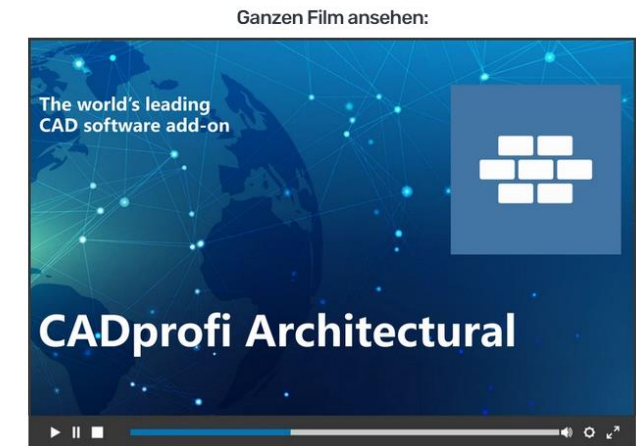 Ganzen Film ansehen:
The world's leading
CAD software add-on
CADprofi Architectural